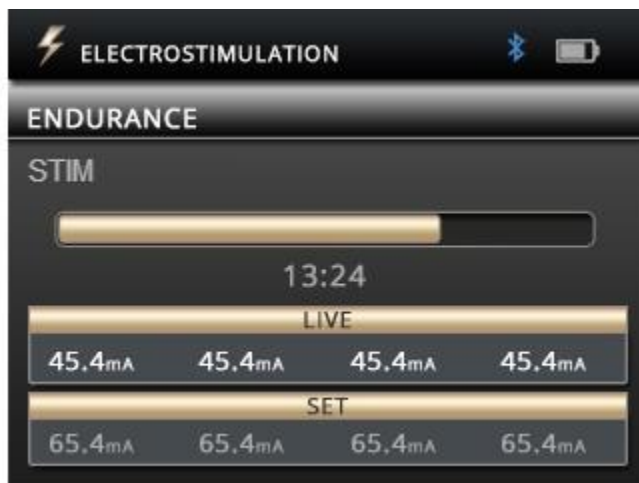 ELECTROSTIMULATION
ENDURANCE
STIM
13:24
LIVE
45.4mA 45.4mA 45.4mA 45.4mA
SET
65.4mA 65.4mA 65.4mA 65.4mA